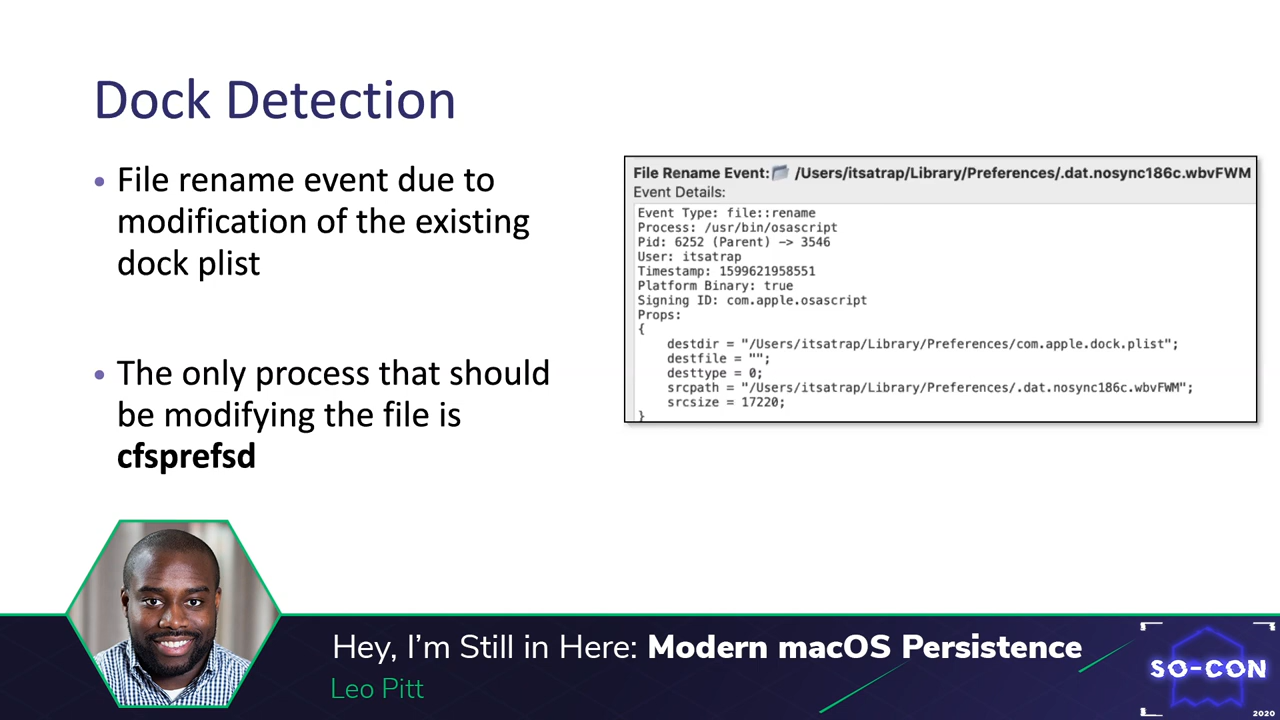 Dock Detection
• File rename event due to
modification of the existing
dock plist
• The only process that should
be modifying the file is
cfsprefsd
File Rename Event: /Users/itsatrap/Library/Preferences/.dat.nosync186c.wbvFWM
Event Details:
Event Type: file::rename
Process: /usr/bin/osascript
Pid: 6252 (Parent) -> 3546
User: itsatrap
Timestamp: 1599621958551
Platform Binary: true
Signing ID: com.apple.osascript
Props:
{
destdir = "/Users/itsatrap/Library/Preferences/com.apple.dock.plist";
destfile = "";
desttype = 0;
srcpath = "/Users/itsatrap/Library/Preferences/.dat.nosync186c.wbvFWM";
srcsize = 17220;
}
Hey, I'm Still in Here: Modern macOS Persistence
Leo Pitt
SO-CON
2020